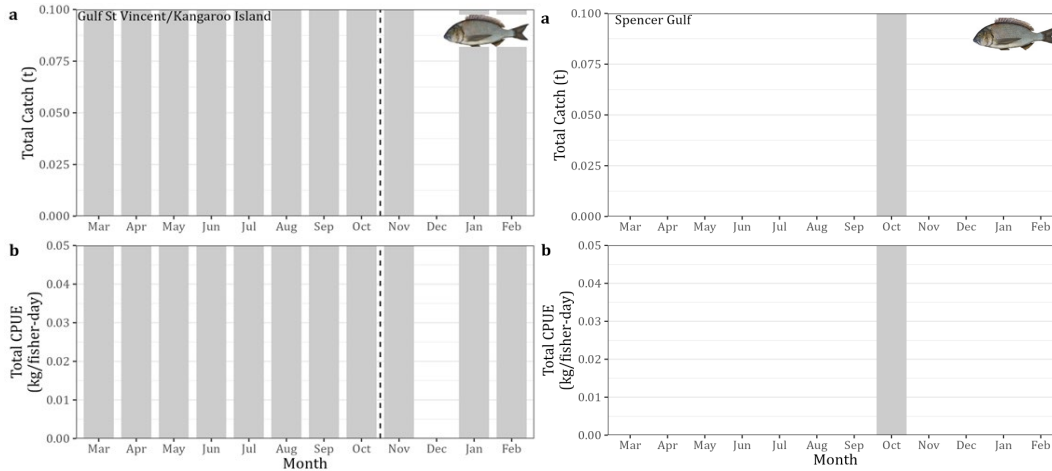 a
Gulf St Vincent/Kangaroo Island
Total Catch (t)
0.100
0.075
0.050
0.025
0.000
Mar Apr May Jun Jul Aug Sep Oct Nov Dec Jan Feb
b
Total CPUE
(kg/fisher-day)
0.05
0.04
0.03
0.02
0.01
0.00
Mar Apr May Jun Jul Aug Sep Oct Nov Dec Jan Feb
Month
a
Spencer Gulf
Total Catch (t)
0.100
0.075
0.050
0.025
0.000
Mar Apr May Jun Jul Aug Sep Oct Nov Dec Jan Feb
b
Total CPUE
(kg/fisher-day)
0.05
0.04
0.03
0.02
0.01
0.00
Mar Apr May Jun Jul Aug Sep Oct Nov Dec Jan Feb
Month